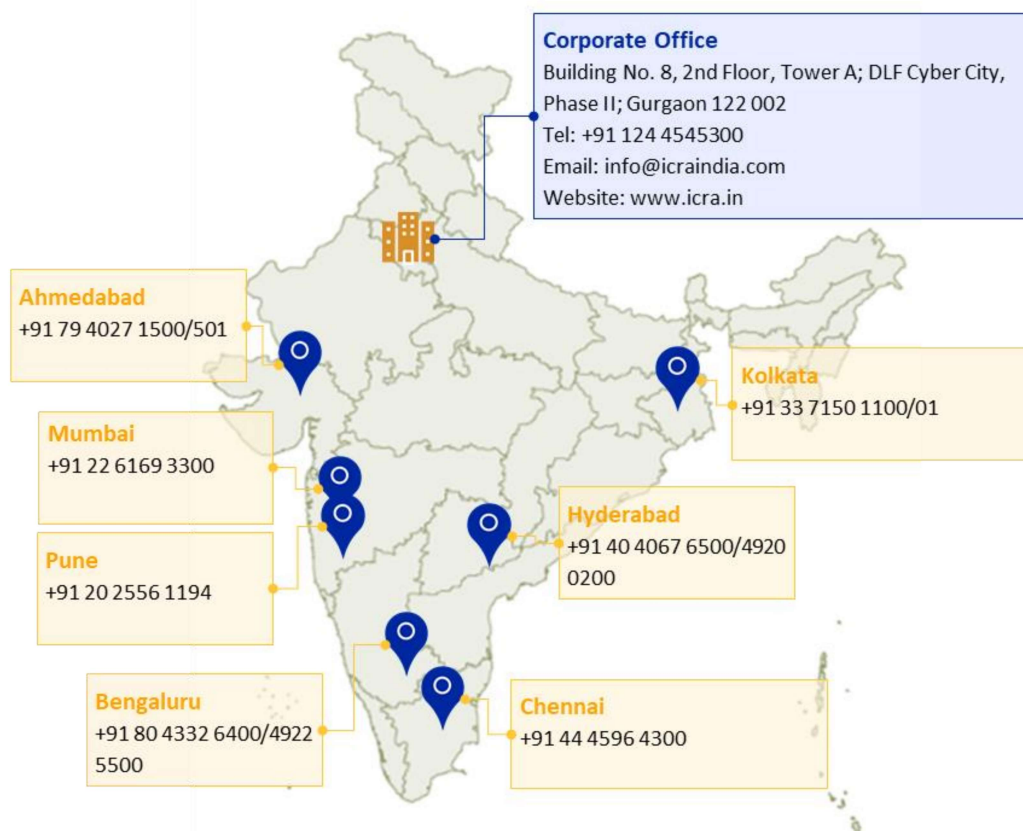 Corporate Office
Building No. 8, 2nd Floor, Tower A; DLF Cyber City,
Phase II; Gurgaon 122 002
Tel: +91 124 4545300
Email: info@icraindia.com
Website: www.icra.in
Ahmedabad
+91 79 4027 1500/501
Kolkata
+91 33 7150 1100/01
Mumbai
+91 22 6169 3300
Hyderabad
+91 40 4067 6500/4920
0200
Pune
+91 20 2556 1194
Bengaluru
+91 80 4332 6400/4922
5500
Chennai
+91 44 4596 4300